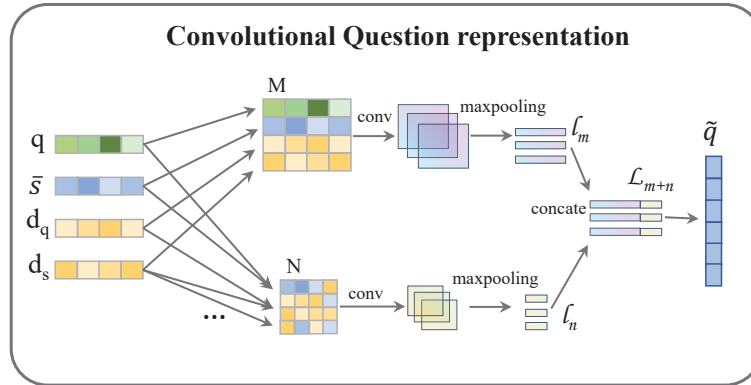 Convolutional Question representation
M
q
conv
maxpooling
l_m
q̃
s̄
ℒ_{m+n}
d_q
concate
d_s
N
conv
maxpooling
...
l_n